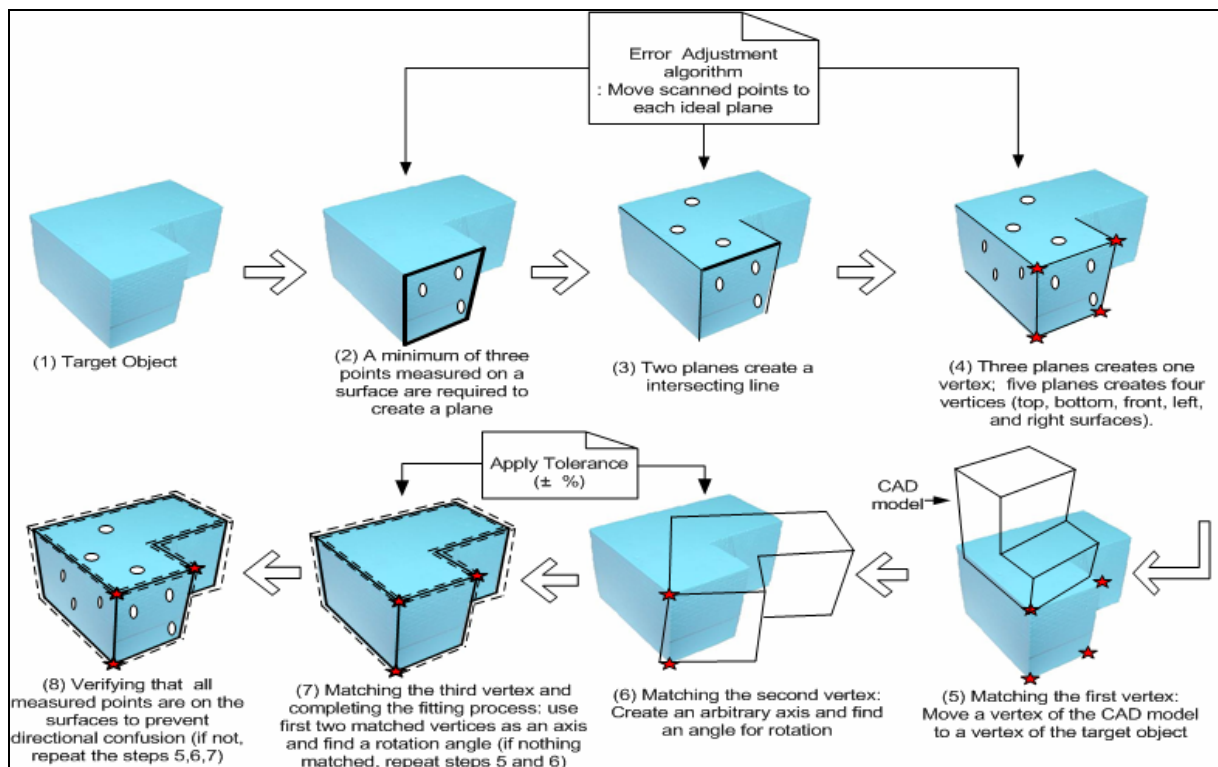 Error Adjustment
algorithm
: Move scanned points to
each ideal plane
(1) Target Object
(2) A minimum of three
points measured on a
surface are required to
create a plane
(3) Two planes create a
intersecting line
(4) Three planes creates one
vertex; five planes creates four
vertices (top, bottom, front, left,
and right surfaces).
Apply Tolerance
(± %)
CAD
model
(5) Matching the first vertex:
Move a vertex of the CAD model
to a vertex of the target object
(6) Matching the second vertex:
Create an arbitrary axis and find
an angle for rotation
(7) Matching the third vertex and
completing the fitting process: use
first two matched vertices as an axis
and find a rotation angle (if nothing
matched, repeat steps 5 and 6)
(8) Verifying that all
measured points are on the
surfaces to prevent
directional confusion (if not,
repeat the steps 5,6,7)